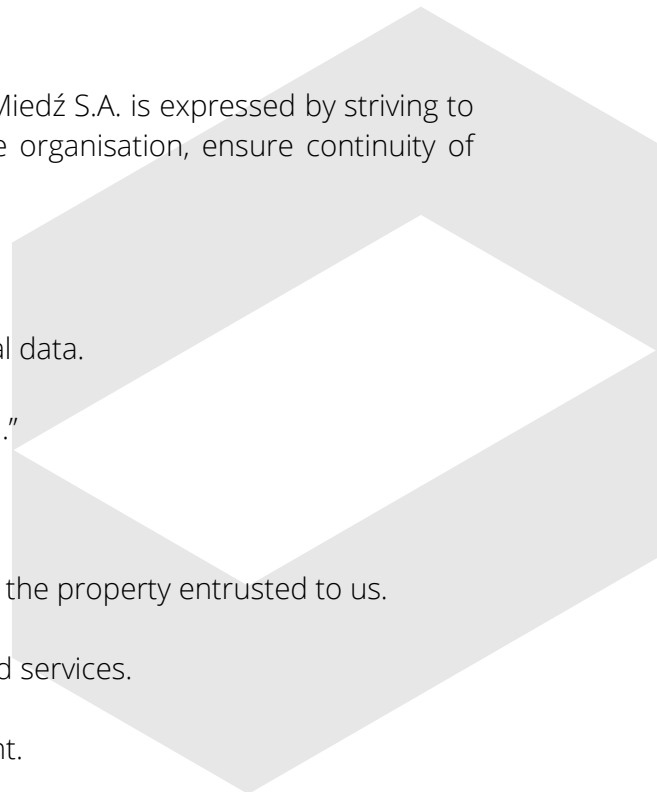 Miedź S.A. is expressed by striving to
e organisation, ensure continuity of
al data.
.”
the property entrusted to us.
d services.
nt.